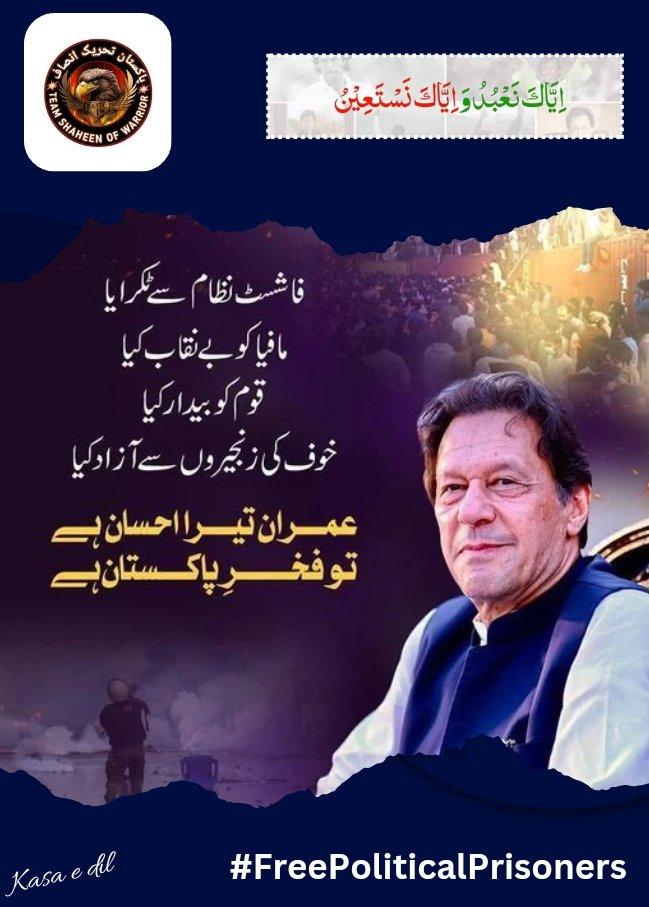 پاکستان تحریک انصاف
TEAM SHAHEEN OF WARRIOR
اِیَّاكَ نَعْبُدُ وَ اِیَّاكَ نَسْتَعِیْنُ
فاشسٹ نظام سے ٹکرایا
مافیا کو بے نقاب کیا
قوم کو بیدار کیا
خوف کی زنجیروں سے آزاد کیا
عمران تیرا احسان ہے
تو فخرِ پاکستان ہے
Kasa e dil
#FreePoliticalPrisoners